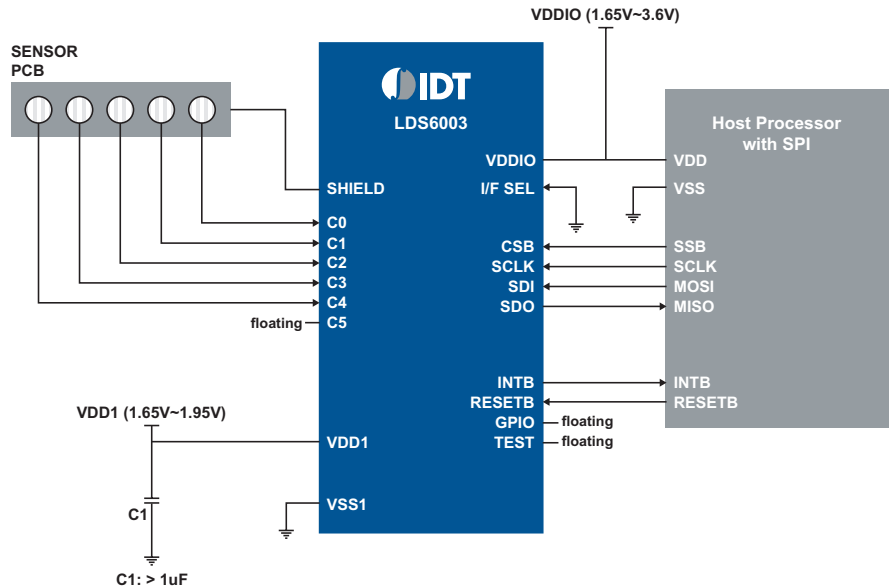 VDDIO (1.65V~3.6V)
SENSOR
PCB
IDT
LDS6003
Host Processor
with SPI
VDDIO
VDD
SHIELD
I/F SEL
VSS
C0
C1
C2
C3
C4
floating
C5
CSB
SSB
SCLK
SCLK
SDI
MOSI
SDO
MISO
INTB
INTB
RESETB
RESETB
GPIO
floating
TEST
floating
VDD1 (1.65V~1.95V)
VDD1
C1
VSS1
C1: > 1uF